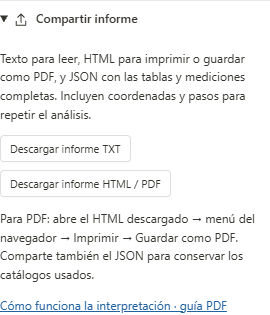 Compartir informe
Texto para leer, HTML para imprimir o guardar
como PDF, y JSON con las tablas y mediciones
completas. Incluyen coordenadas y pasos para
repetir el análisis.
Descargar informe TXT
Descargar informe HTML / PDF
Para PDF: abre el HTML descargado → menú del
navegador → Imprimir → Guardar como PDF.
Comparte también el JSON para conservar los
catálogos usados.
Cómo funciona la interpretación · guía PDF